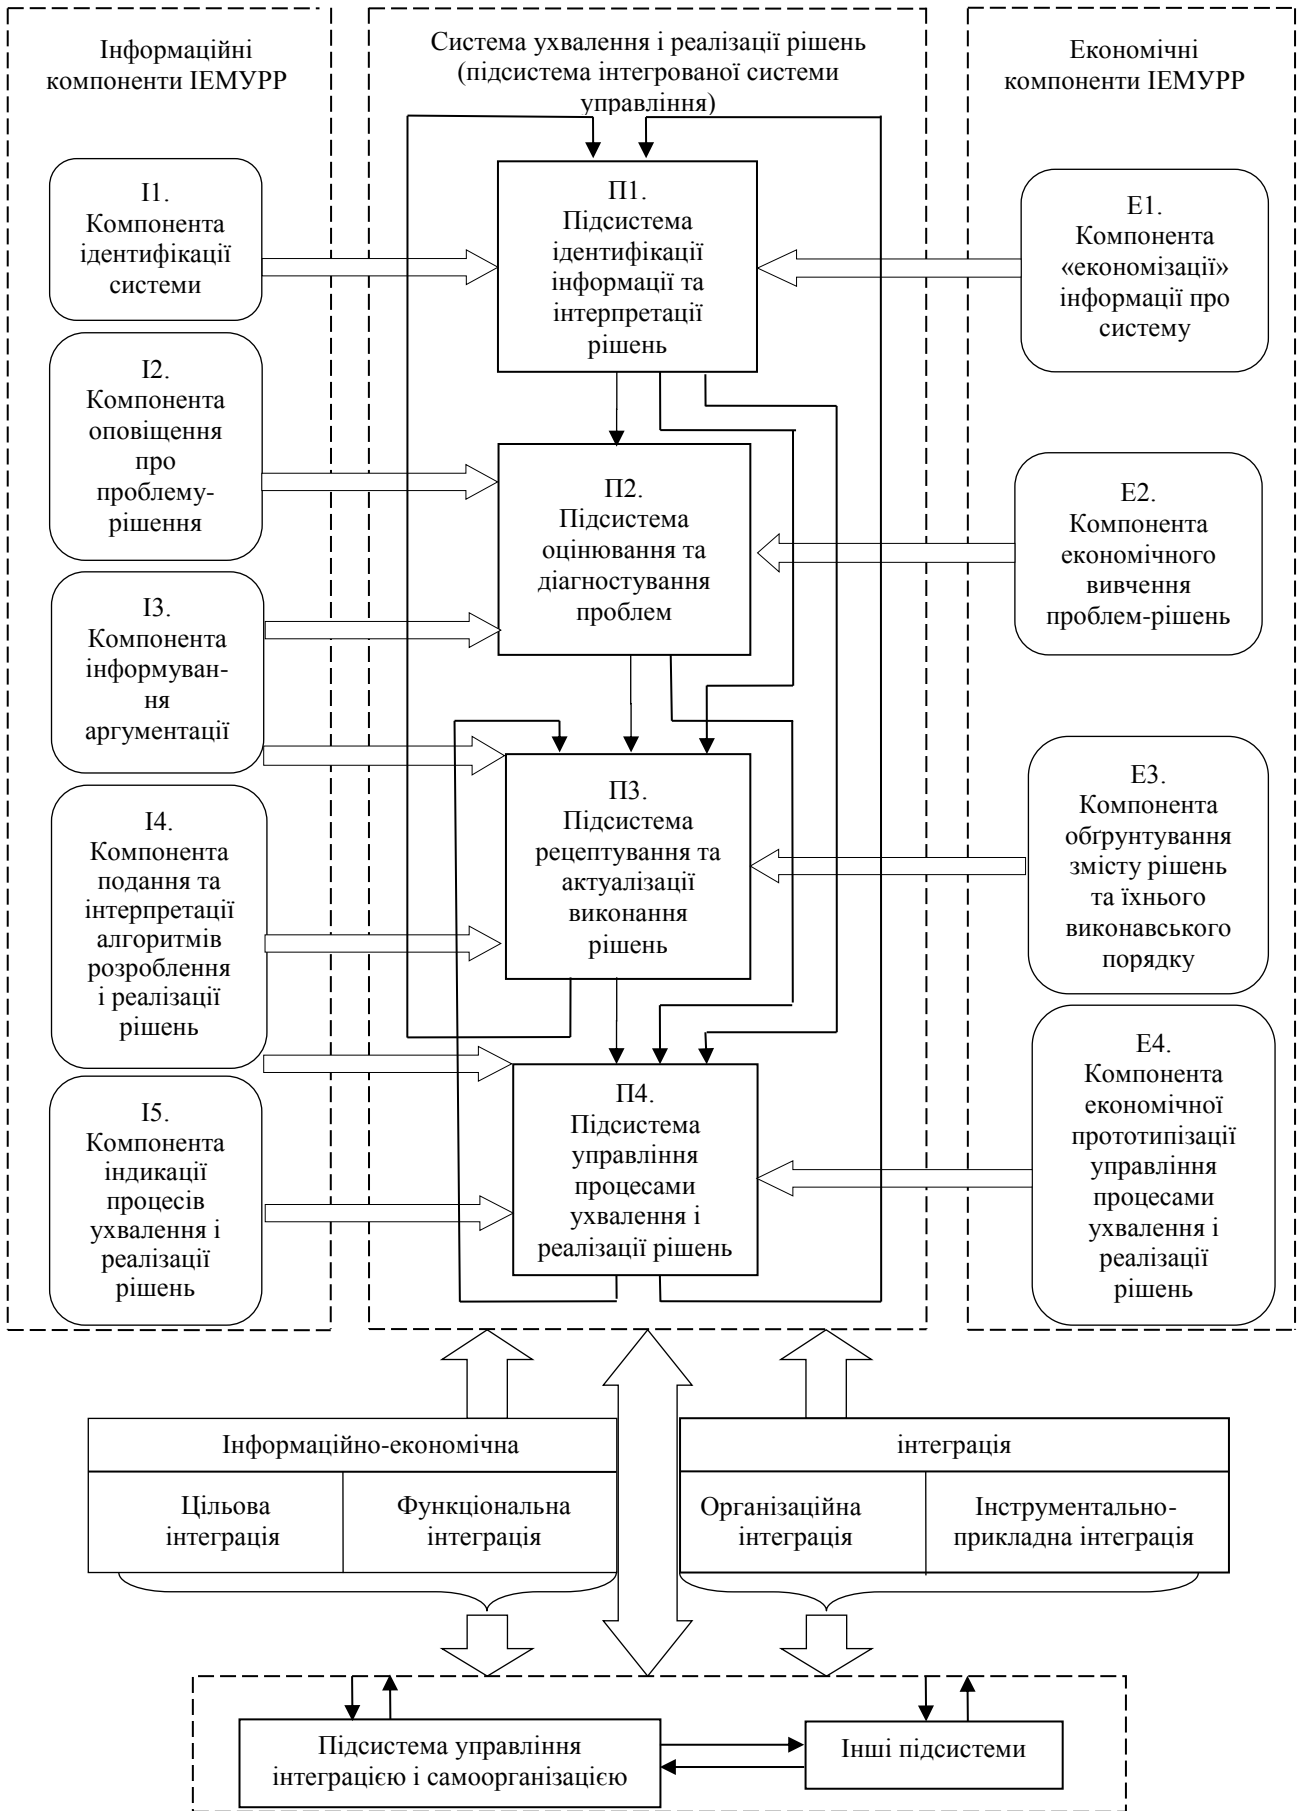 Інформаційні
компоненти ІЕМУРР
Система ухвалення і реалізації рішень
(підсистема інтегрованої системи
управління)
Економічні
компоненти ІЕМУРР
І1.
Компонента
ідентифікації
системи
І2.
Компонента
оповіщення
про
проблему-
рішення
І3.
Компонента
інформуван-
ня
аргументації
І4.
Компонента
подання та
інтерпретації
алгоритмів
розроблення
і реалізації
рішень
І5.
Компонента
індикації
процесів
ухвалення і
реалізації
рішень
П1.
Підсистема
ідентифікації
інформації та
інтерпретації
рішень
П2.
Підсистема
оцінювання та
діагностування
проблем
П3.
Підсистема
рецептування та
актуалізації
виконання
рішень
П4.
Підсистема
управління
процесами
ухвалення і
реалізації рішень
Е1.
Компонента
«економізації»
інформації про
систему
Е2.
Компонента
економічного
вивчення
проблем-рішень
Е3.
Компонента
обґрунтування
змісту рішень
та їхнього
виконавського
порядку
Е4.
Компонента
економічної
прототипізації
управління
процесами
ухвалення і
реалізації
рішень
Інформаційно-економічна
інтеграція
Цільова
інтеграція
Функціональна
інтеграція
Організаційна
інтеграція
Інструментально-
прикладна інтеграція
Підсистема управління
інтеграцією і самоорганізацією
Інші підсистеми